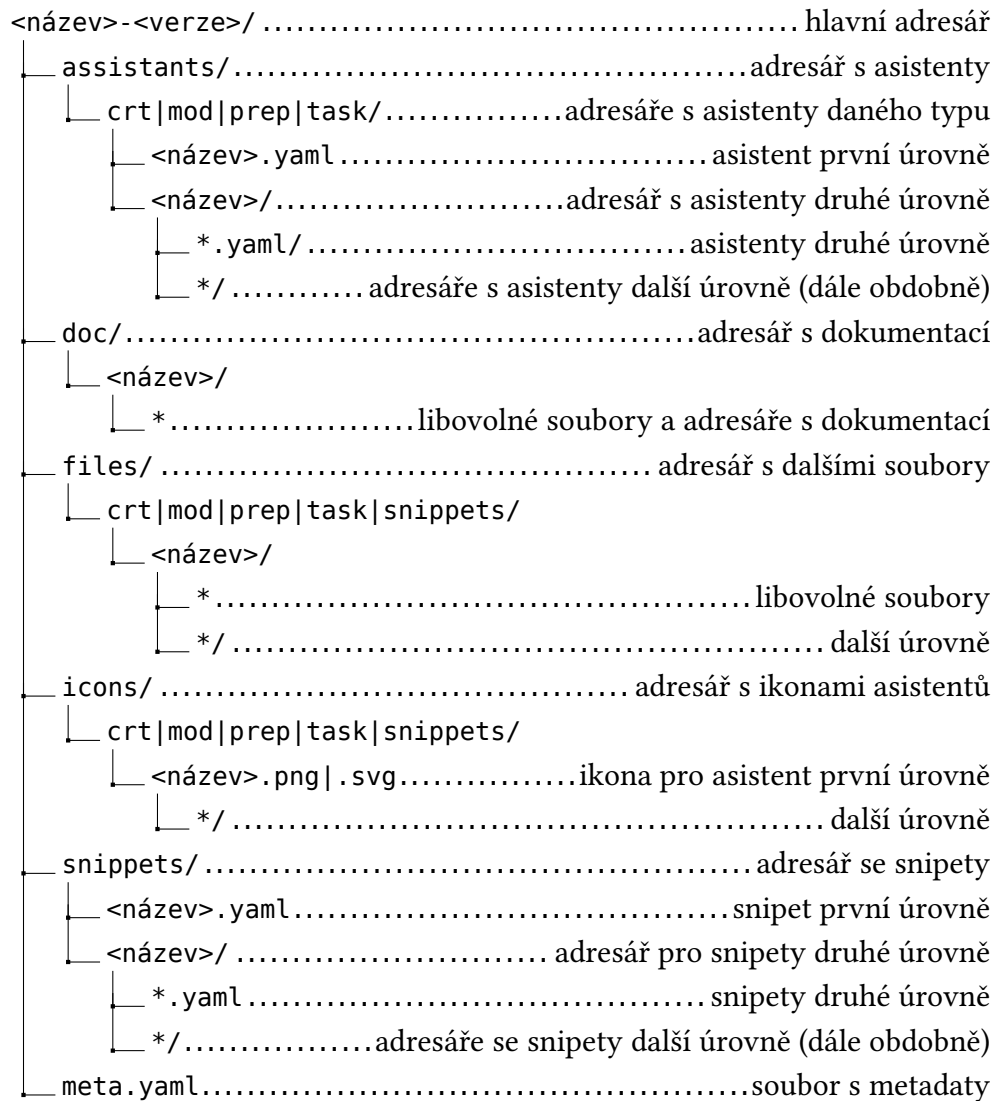 <název>-<verze>/ ................................................ hlavní adresář
assistants/................................................adresář s asistenty
crt|mod|prep|task/................adresáře s asistenty daného typu
<název>.yaml...................................asistent první úrovně
<název>/...........................adresář s asistenty druhé úrovně
*.yaml/...................................asistenty druhé úrovně
*/ ............adresáře s asistenty další úrovně (dále obdobně)
doc/.....................................................adresář s dokumentací
<název>/
*......................libovolné soubory a adresáře s dokumentací
files/ ............................................... adresář s dalšími soubory
crt|mod|prep|task|snippets/
<název>/
*.................................................libovolné soubory
*/ ........................................................ další úrovně
icons/ ............................................ adresář s ikonami asistentů
crt|mod|prep|task|snippets/
<název>.png|.svg.................ikona pro asistent první úrovně
*/ ........................................................ další úrovně
snippets/ ...................................................adresář se snipety
<název>.yaml.........................................snipet první úrovně
<název>/ .............................. adresář pro snipety druhé úrovně
*.yaml ...........................................snipety druhé úrovně
*/.................adresáře se snipety další úrovně (dále obdobně)
meta.yaml...................................................soubor s metadaty